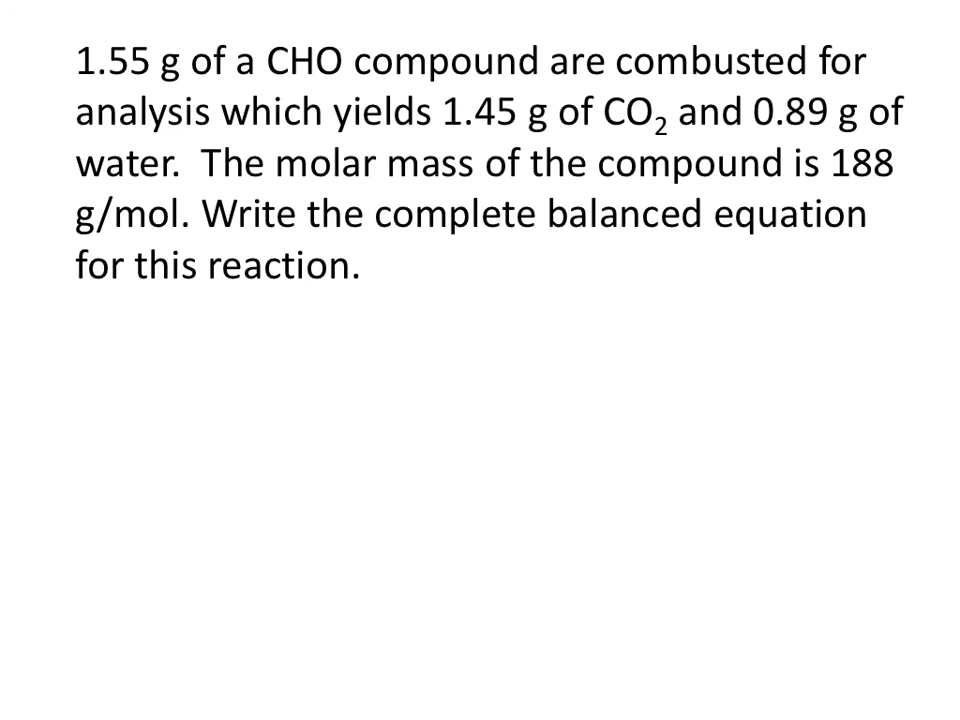 1.55 g of a CHO compound are combusted for
analysis which yields 1.45 g of CO₂ and 0.89 g of
water.  The molar mass of the compound is 188
g/mol. Write the complete balanced equation
for this reaction.